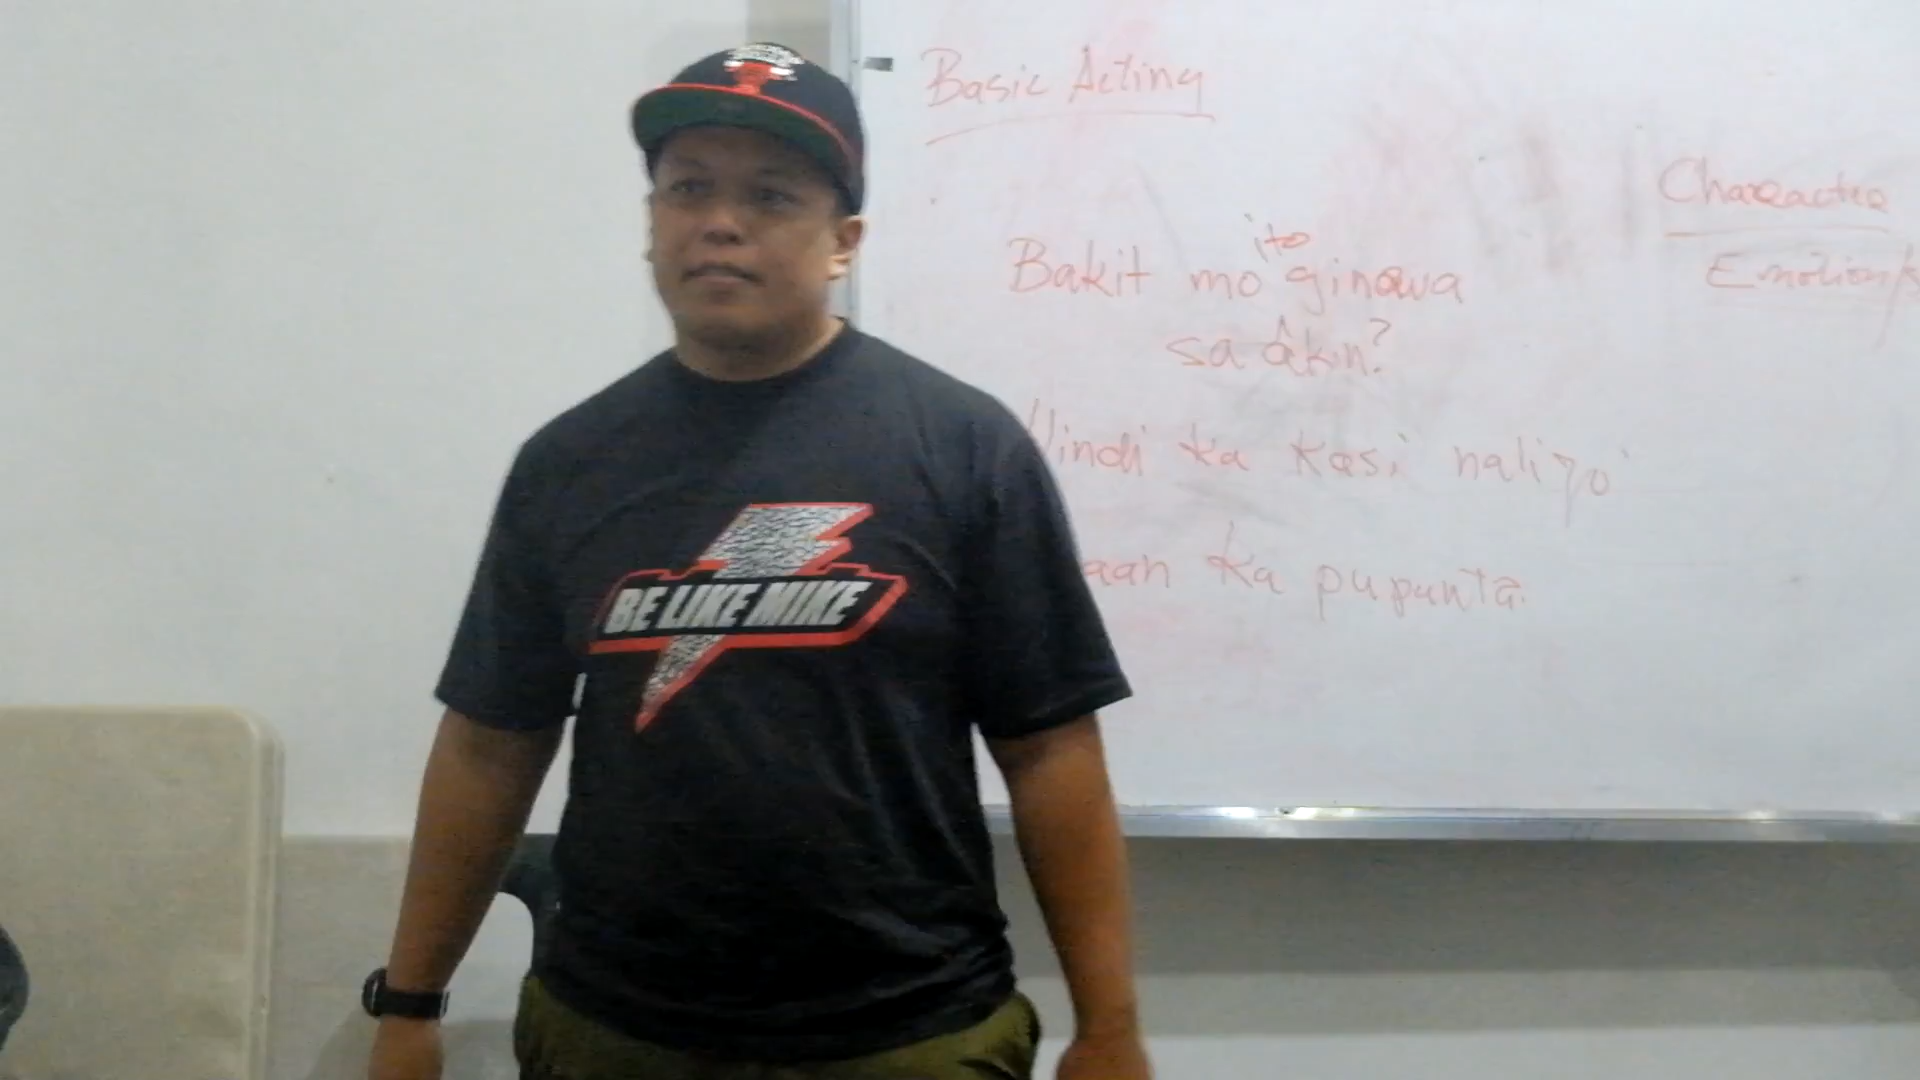 Basic Acting
Character
Emotion/s
ito
Bakit mo ginawa
sa akin?
Hindi ka kasi naligo
saan ka pupunta.
BE LIKE MIKE